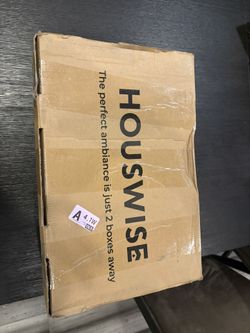 HOUSWISE
The perfect ambiance is just 2 boxes away
A